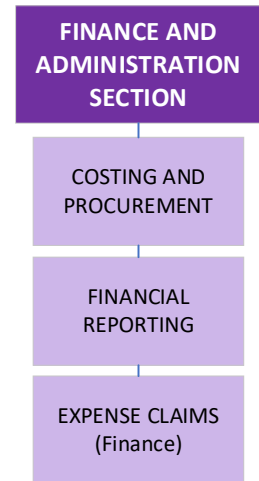 FINANCE AND
ADMINISTRATION
SECTION
COSTING AND
PROCUREMENT
FINANCIAL
REPORTING
EXPENSE CLAIMS
(Finance)